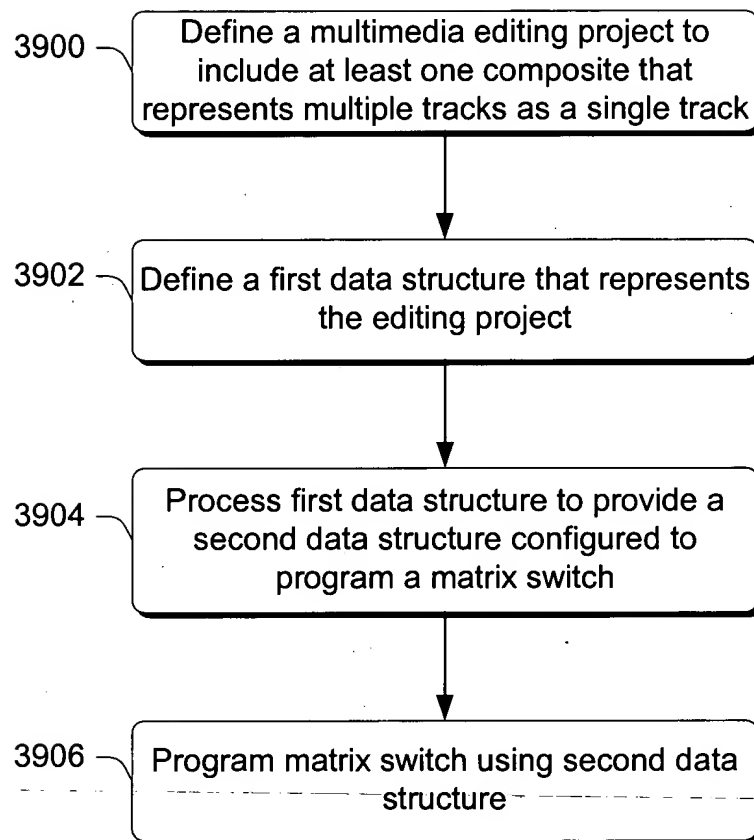 3900
Define a multimedia editing project to
include at least one composite that
represents multiple tracks as a single track
3902
Define a first data structure that represents
the editing project
3904
Process first data structure to provide a
second data structure configured to
program a matrix switch
3906
Program matrix switch using second data
structure